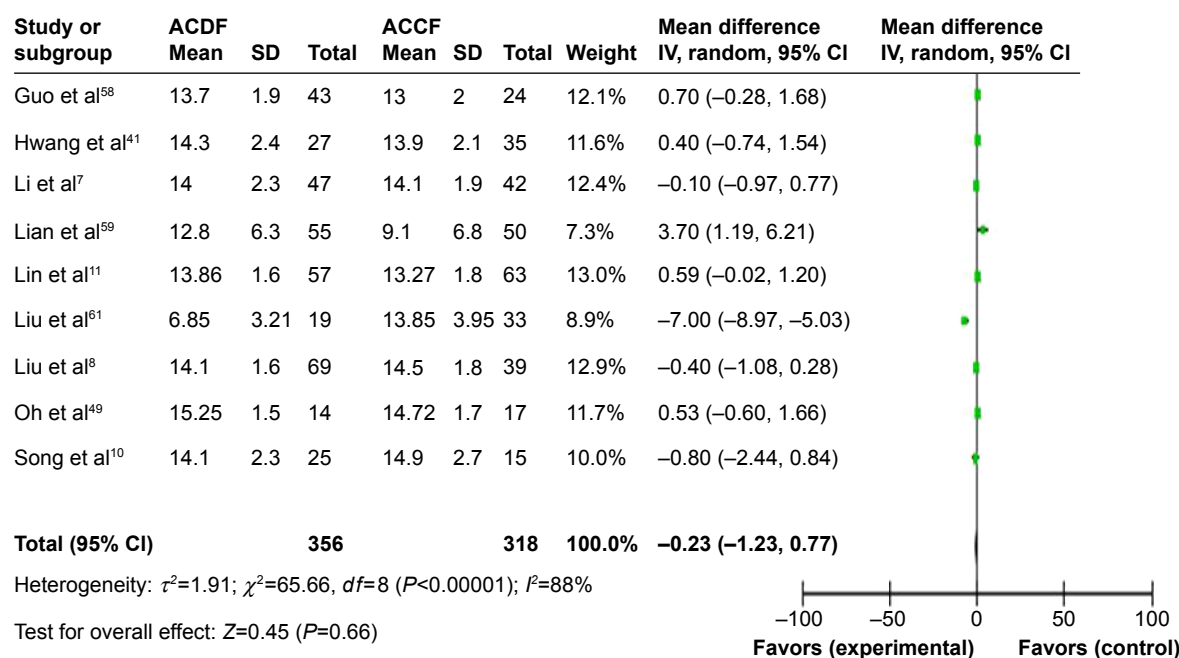 Study or ACDF ACCF Mean difference Mean difference
subgroup Mean SD Total Mean SD Total Weight IV, random, 95% CI IV, random, 95% CI
Guo et al⁵⁸ 13.7 1.9 43 13 2 24 12.1% 0.70 (–0.28, 1.68)
Hwang et al⁴¹ 14.3 2.4 27 13.9 2.1 35 11.6% 0.40 (–0.74, 1.54)
Li et al⁷ 14 2.3 47 14.1 1.9 42 12.4% –0.10 (–0.97, 0.77)
Lian et al⁵⁹ 12.8 6.3 55 9.1 6.8 50 7.3% 3.70 (1.19, 6.21)
Lin et al¹¹ 13.86 1.6 57 13.27 1.8 63 13.0% 0.59 (–0.02, 1.20)
Liu et al⁶¹ 6.85 3.21 19 13.85 3.95 33 8.9% –7.00 (–8.97, –5.03)
Liu et al⁸ 14.1 1.6 69 14.5 1.8 39 12.9% –0.40 (–1.08, 0.28)
Oh et al⁴⁹ 15.25 1.5 14 14.72 1.7 17 11.7% 0.53 (–0.60, 1.66)
Song et al¹⁰ 14.1 2.3 25 14.9 2.7 15 10.0% –0.80 (–2.44, 0.84)
Total (95% CI) 356 318 100.0% –0.23 (–1.23, 0.77)
Heterogeneity: τ²=1.91; χ²=65.66, df=8 (P<0.00001); I²=88%
Test for overall effect: Z=0.45 (P=0.66)
–100 –50 0 50 100
Favors (experimental) Favors (control)